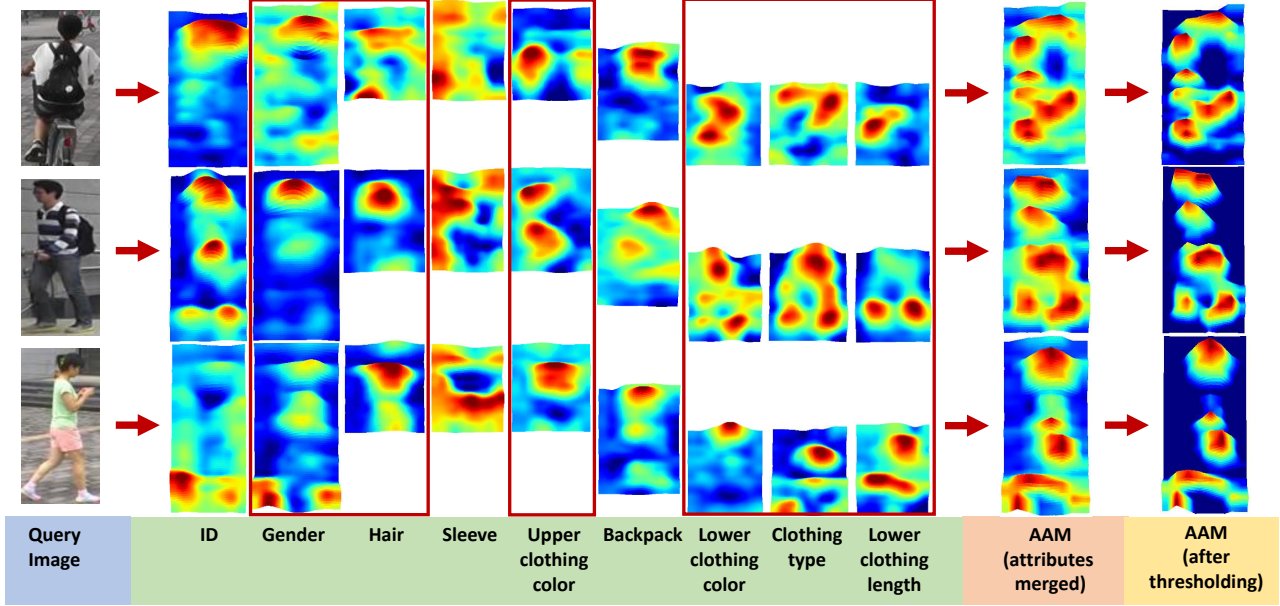 Query
Image
ID
Gender
Hair
Sleeve
Upper
clothing
color
Backpack
Lower
clothing
color
Clothing
type
Lower
clothing
length
AAM
(attributes
merged)
AAM
(after
thresholding)